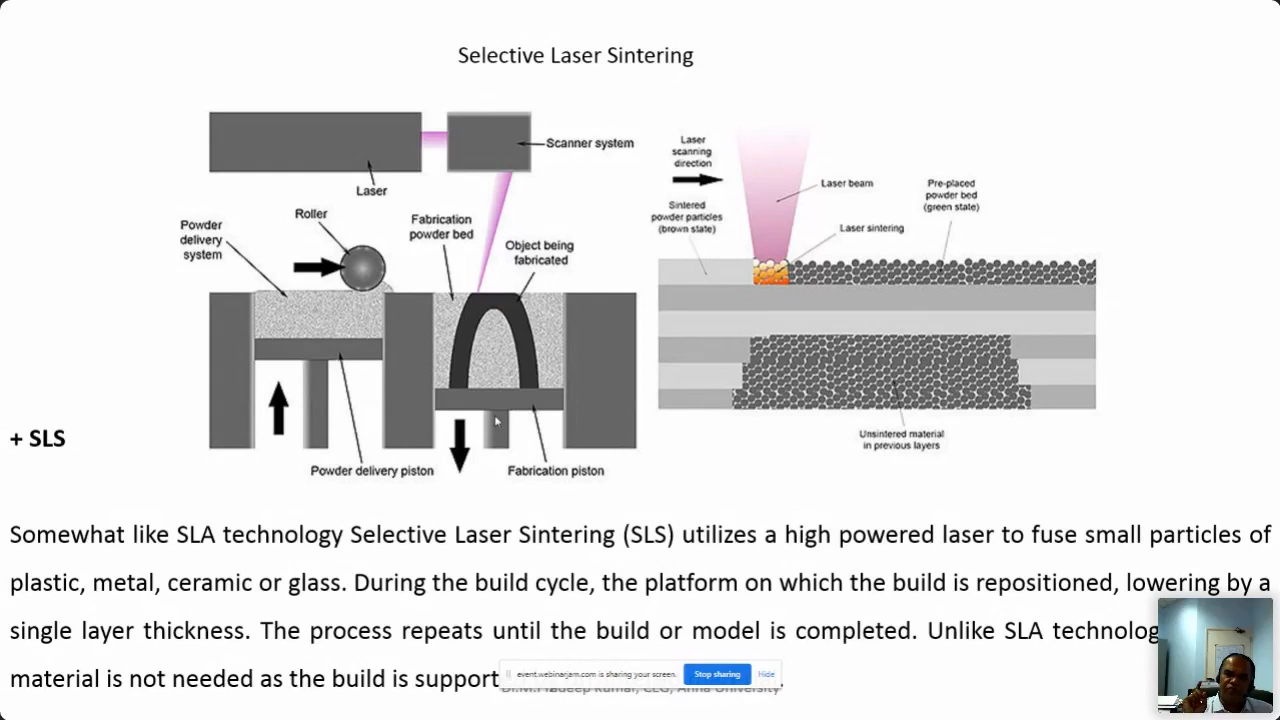 Selective Laser Sintering
Scanner system
Laser
Roller
Powder
delivery
system
Fabrication
powder bed
Object being
fabricated
Powder delivery piston
Fabrication piston
Laser
scanning
direction
Laser beam
Pre-placed
powder bed
(green state)
Sintered
powder particles
(brown state)
Laser sintering
Unsintered material
in previous layers
+ SLS
Somewhat like SLA technology Selective Laser Sintering (SLS) utilizes a high powered laser to fuse small particles of
plastic, metal, ceramic or glass. During the build cycle, the platform on which the build is repositioned, lowering by a
single layer thickness. The process repeats until the build or model is completed. Unlike SLA
material is not needed as the build is
event.webinarjam.com is sharing your screen. Stop sharing Hide
Anna University